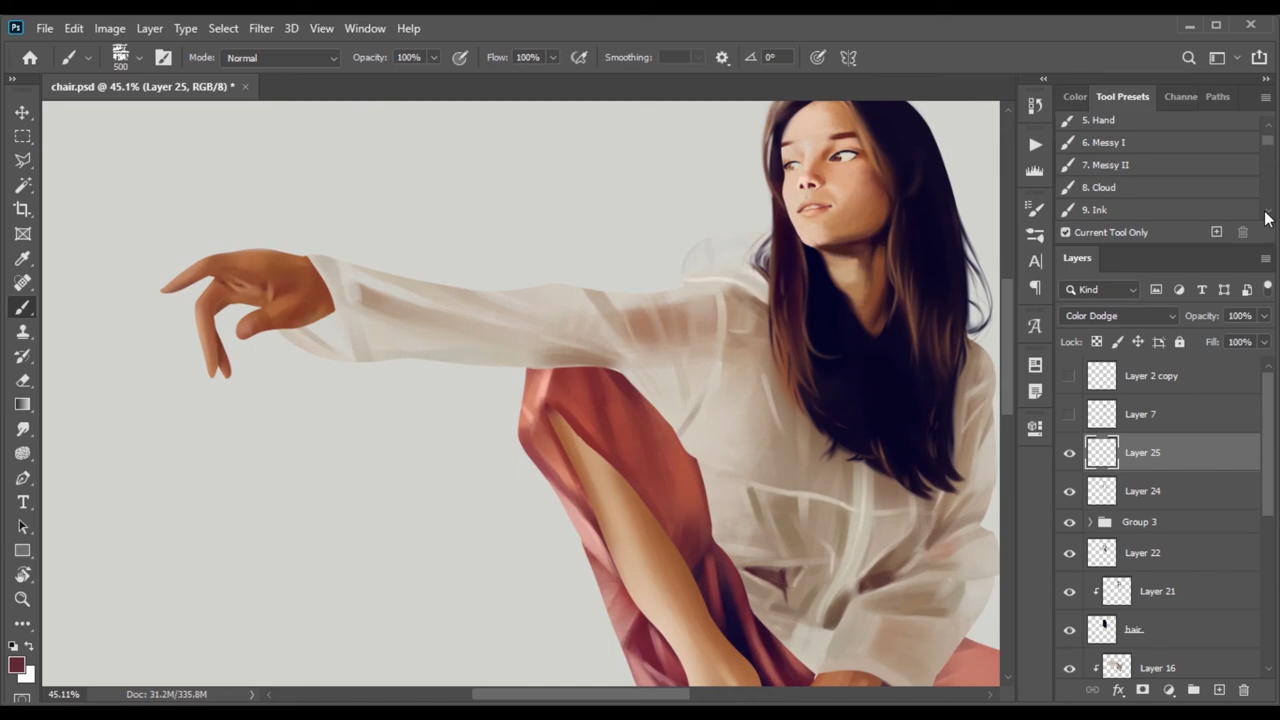 Ps File Edit Image Layer Type Select Filter 3D View Window Help
500 Mode: Normal Opacity: 100% Flow: 100% Smoothing: 0°
chair.psd @ 45.1% (Layer 25, RGB/8) *
Color Tool Presets Channe Paths
5. Hand
6. Messy I
7. Messy II
8. Cloud
9. Ink
Current Tool Only
Layers
Kind
Color Dodge Opacity: 100%
Lock: Fill: 100%
Layer 2 copy
Layer 7
Layer 25
Layer 24
Group 3
Layer 22
Layer 21
hair
Layer 16
45.11% Doc: 31.2M/335.8M